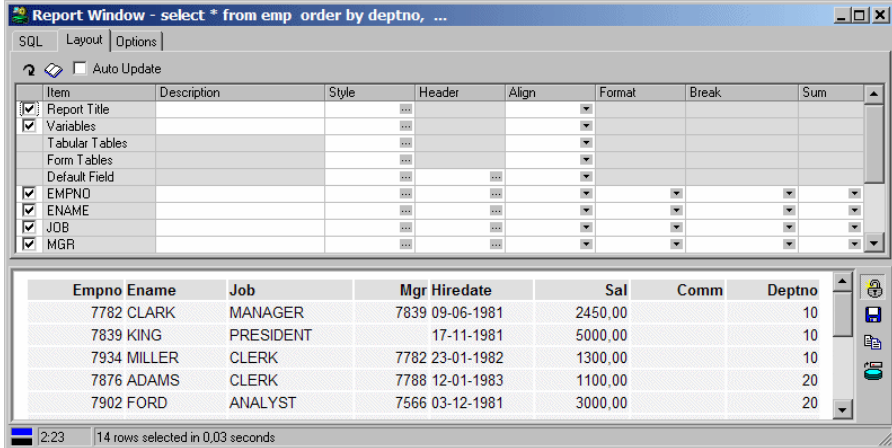 Report Window - select * from emp order by deptno, ...
SQL Layout Options
Auto Update
Item Description Style Header Align Format Break Sum
Report Title
Variables
Tabular Tables
Form Tables
Default Field
EMPNO
ENAME
JOB
MGR
Empno Ename Job Mgr Hiredate Sal Comm Deptno
7782 CLARK MANAGER 7839 09-06-1981 2450,00 10
7839 KING PRESIDENT 17-11-1981 5000,00 10
7934 MILLER CLERK 7782 23-01-1982 1300,00 10
7876 ADAMS CLERK 7788 12-01-1983 1100,00 20
7902 FORD ANALYST 7566 03-12-1981 3000,00 20
2:23 14 rows selected in 0,03 seconds